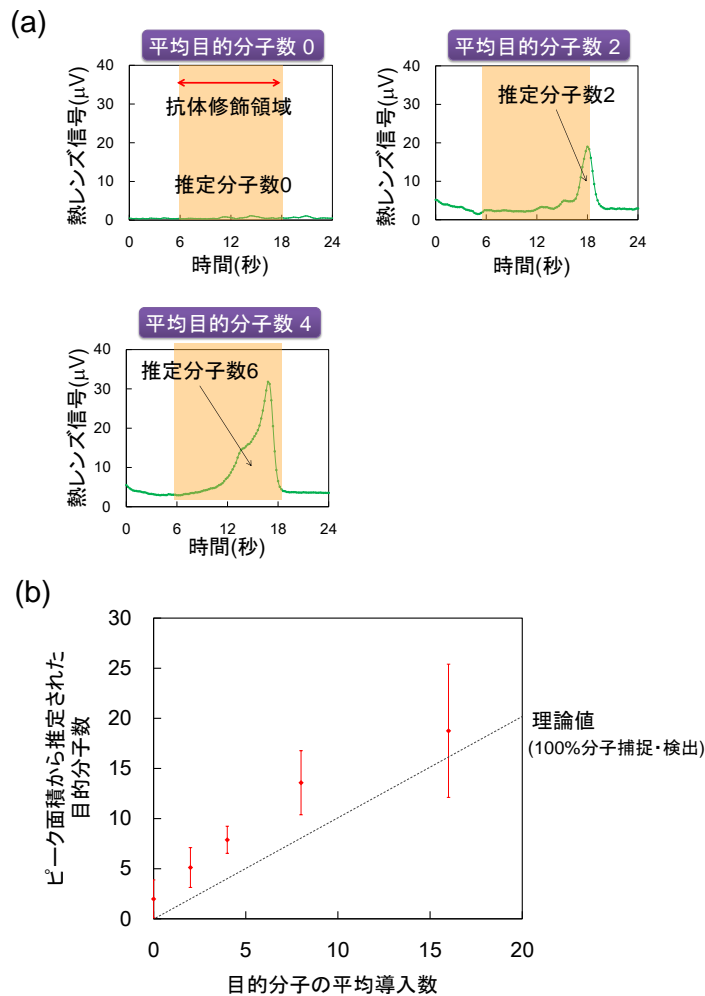 (a)
平均目的分子数 0
熱レンズ信号(μV)
40
30
20
10
0
抗体修飾領域
推定分子数0
0 6 12 18 24
時間(秒)
平均目的分子数 2
熱レンズ信号(μV)
40
30
20
10
0
推定分子数2
0 6 12 18 24
時間(秒)
平均目的分子数 4
熱レンズ信号(μV)
40
30
20
10
0
推定分子数6
0 6 12 18 24
時間(秒)
(b)
ピーク面積から推定された
目的分子数
30
25
20
15
10
5
0
理論値
(100%分子捕捉・検出)
0 5 10 15 20
目的分子の平均導入数